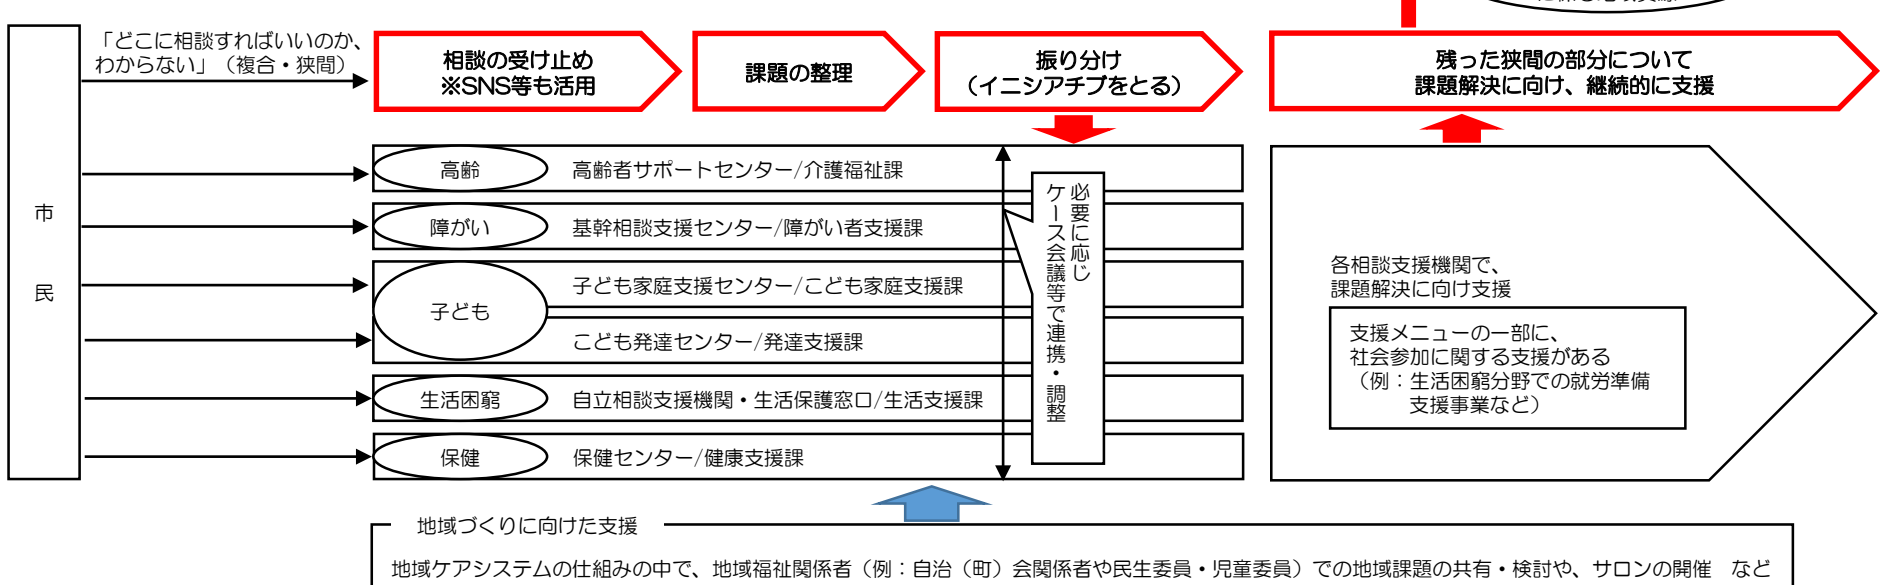 「どこに相談すればいいのか、
わからない」（複合・狭間）
相談の受け止め
※SNS等も活用
課題の整理
振り分け
（イニシアチブをとる）
残った狭間の部分について
課題解決に向け、継続的に支援
市
民
高齢
高齢者サポートセンター/介護福祉課
障がい
基幹相談支援センター/障がい者支援課
子ども
子ども家庭支援センター/こども家庭支援課
こども発達センター/発達支援課
生活困窮
自立相談支援機関・生活保護窓口/生活支援課
保健
保健センター/健康支援課
必要に応じ
ケース会議等で連携・調整
各相談支援機関で、
課題解決に向け支援
支援メニューの一部に、
社会参加に関する支援がある
（例：生活困窮分野での就労準備
支援事業など）
地域づくりに向けた支援
地域ケアシステムの仕組みの中で、地域福祉関係者（例：自治（町）会関係者や民生委員・児童委員）での地域課題の共有・検討や、サロンの開催　など